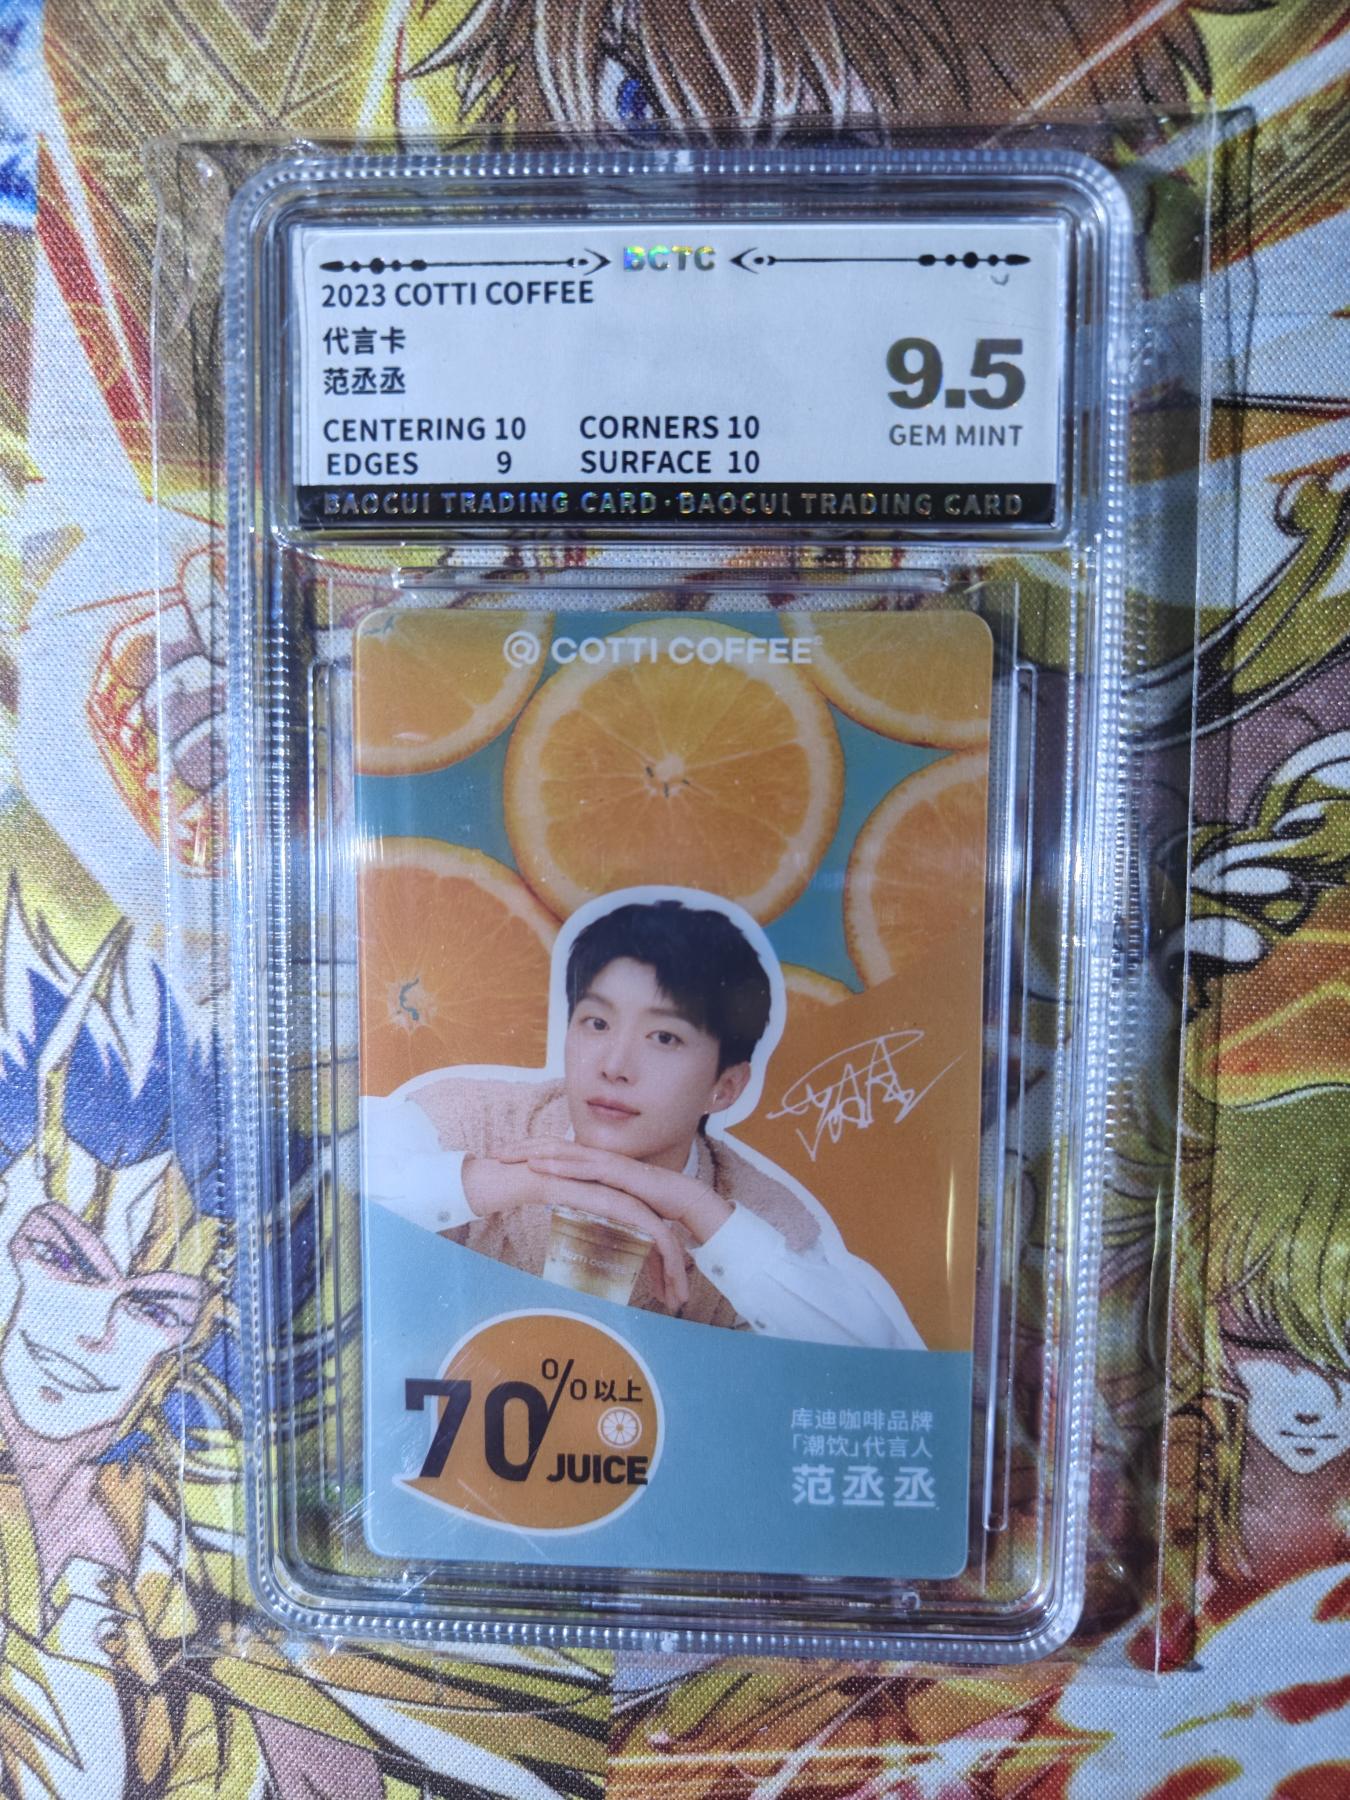 BCTC
2023 COTTI COFFEE
代言卡
范丞丞
9.5
GEM MINT
CENTERING 10 CORNERS 10
EDGES 9 SURFACE 10
BAOCUI TRADING CARD·BAOCUI TRADING CARD
COTTI COFFEE
COTTI COFFEE
70%以上
JUICE
库迪咖啡品牌
「潮饮」代言人
范丞丞